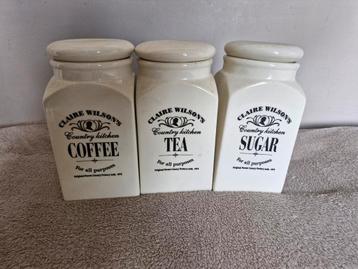 CLAIRE WILSON'S
Country kitchen
COFFEE
For all purposes
CLAIRE WILSON'S
Country kitchen
TEA
For all purposes
CLAIRE WILSON'S
Country kitchen
SUGAR
For all purposes